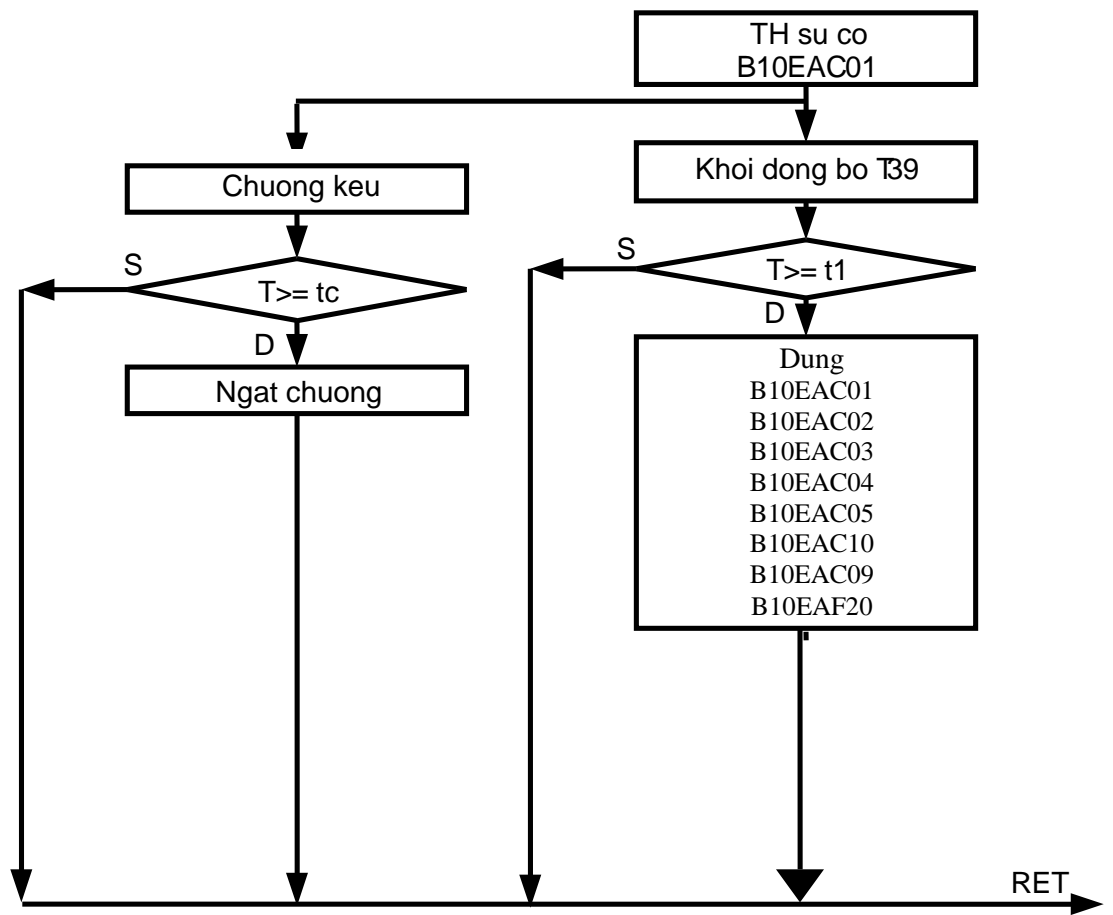 TH su co
B10EAC01
Chuong keu
Khoi dong bo T39
S
T>= tc
D
Ngat chuong
S
T>= t1
D
Dung
B10EAC01
B10EAC02
B10EAC03
B10EAC04
B10EAC05
B10EAC10
B10EAC09
B10EAF20
RET